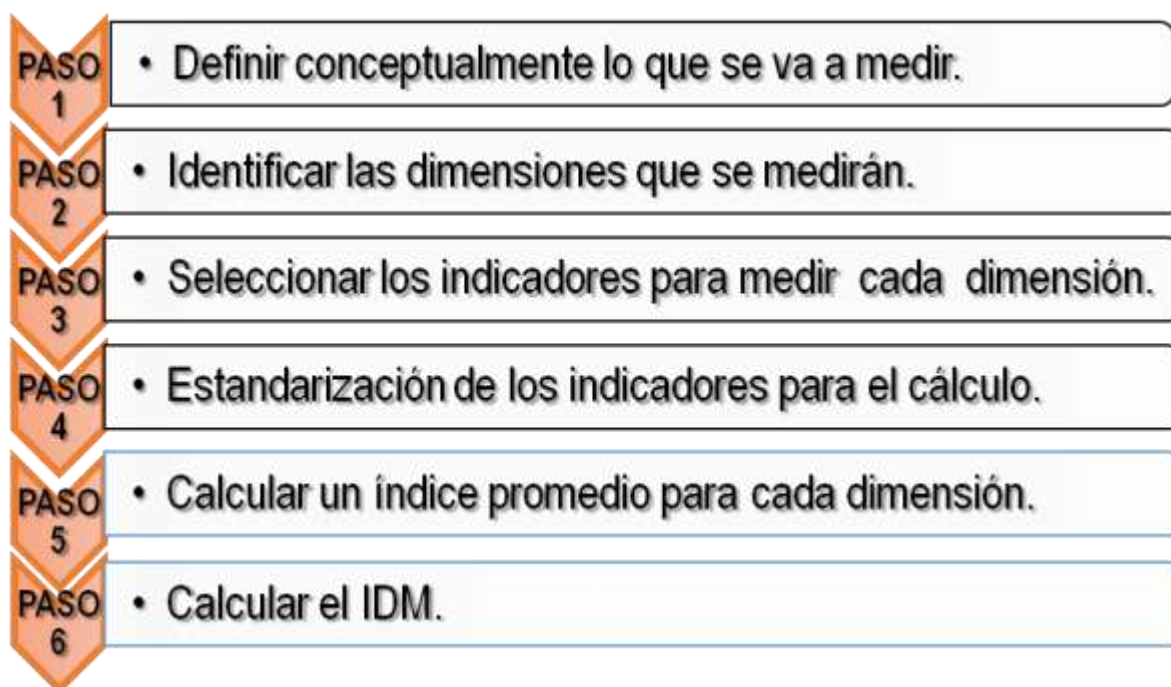 PASO 1
• Definir conceptualmente lo que se va a medir.
PASO 2
• Identificar las dimensiones que se medirán.
PASO 3
• Seleccionar los indicadores para medir cada dimensión.
PASO 4
• Estandarización de los indicadores para el cálculo.
PASO 5
• Calcular un índice promedio para cada dimensión.
PASO 6
• Calcular el IDM.